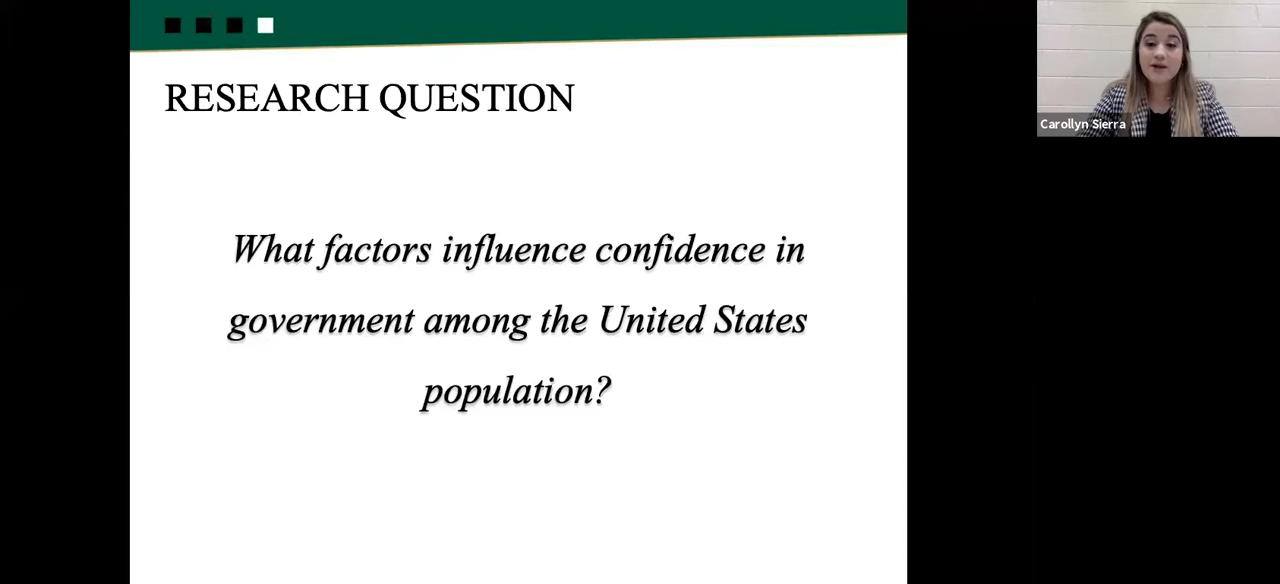 RESEARCH QUESTION
What factors influence confidence in
government among the United States
population?
Carollyn Sierra